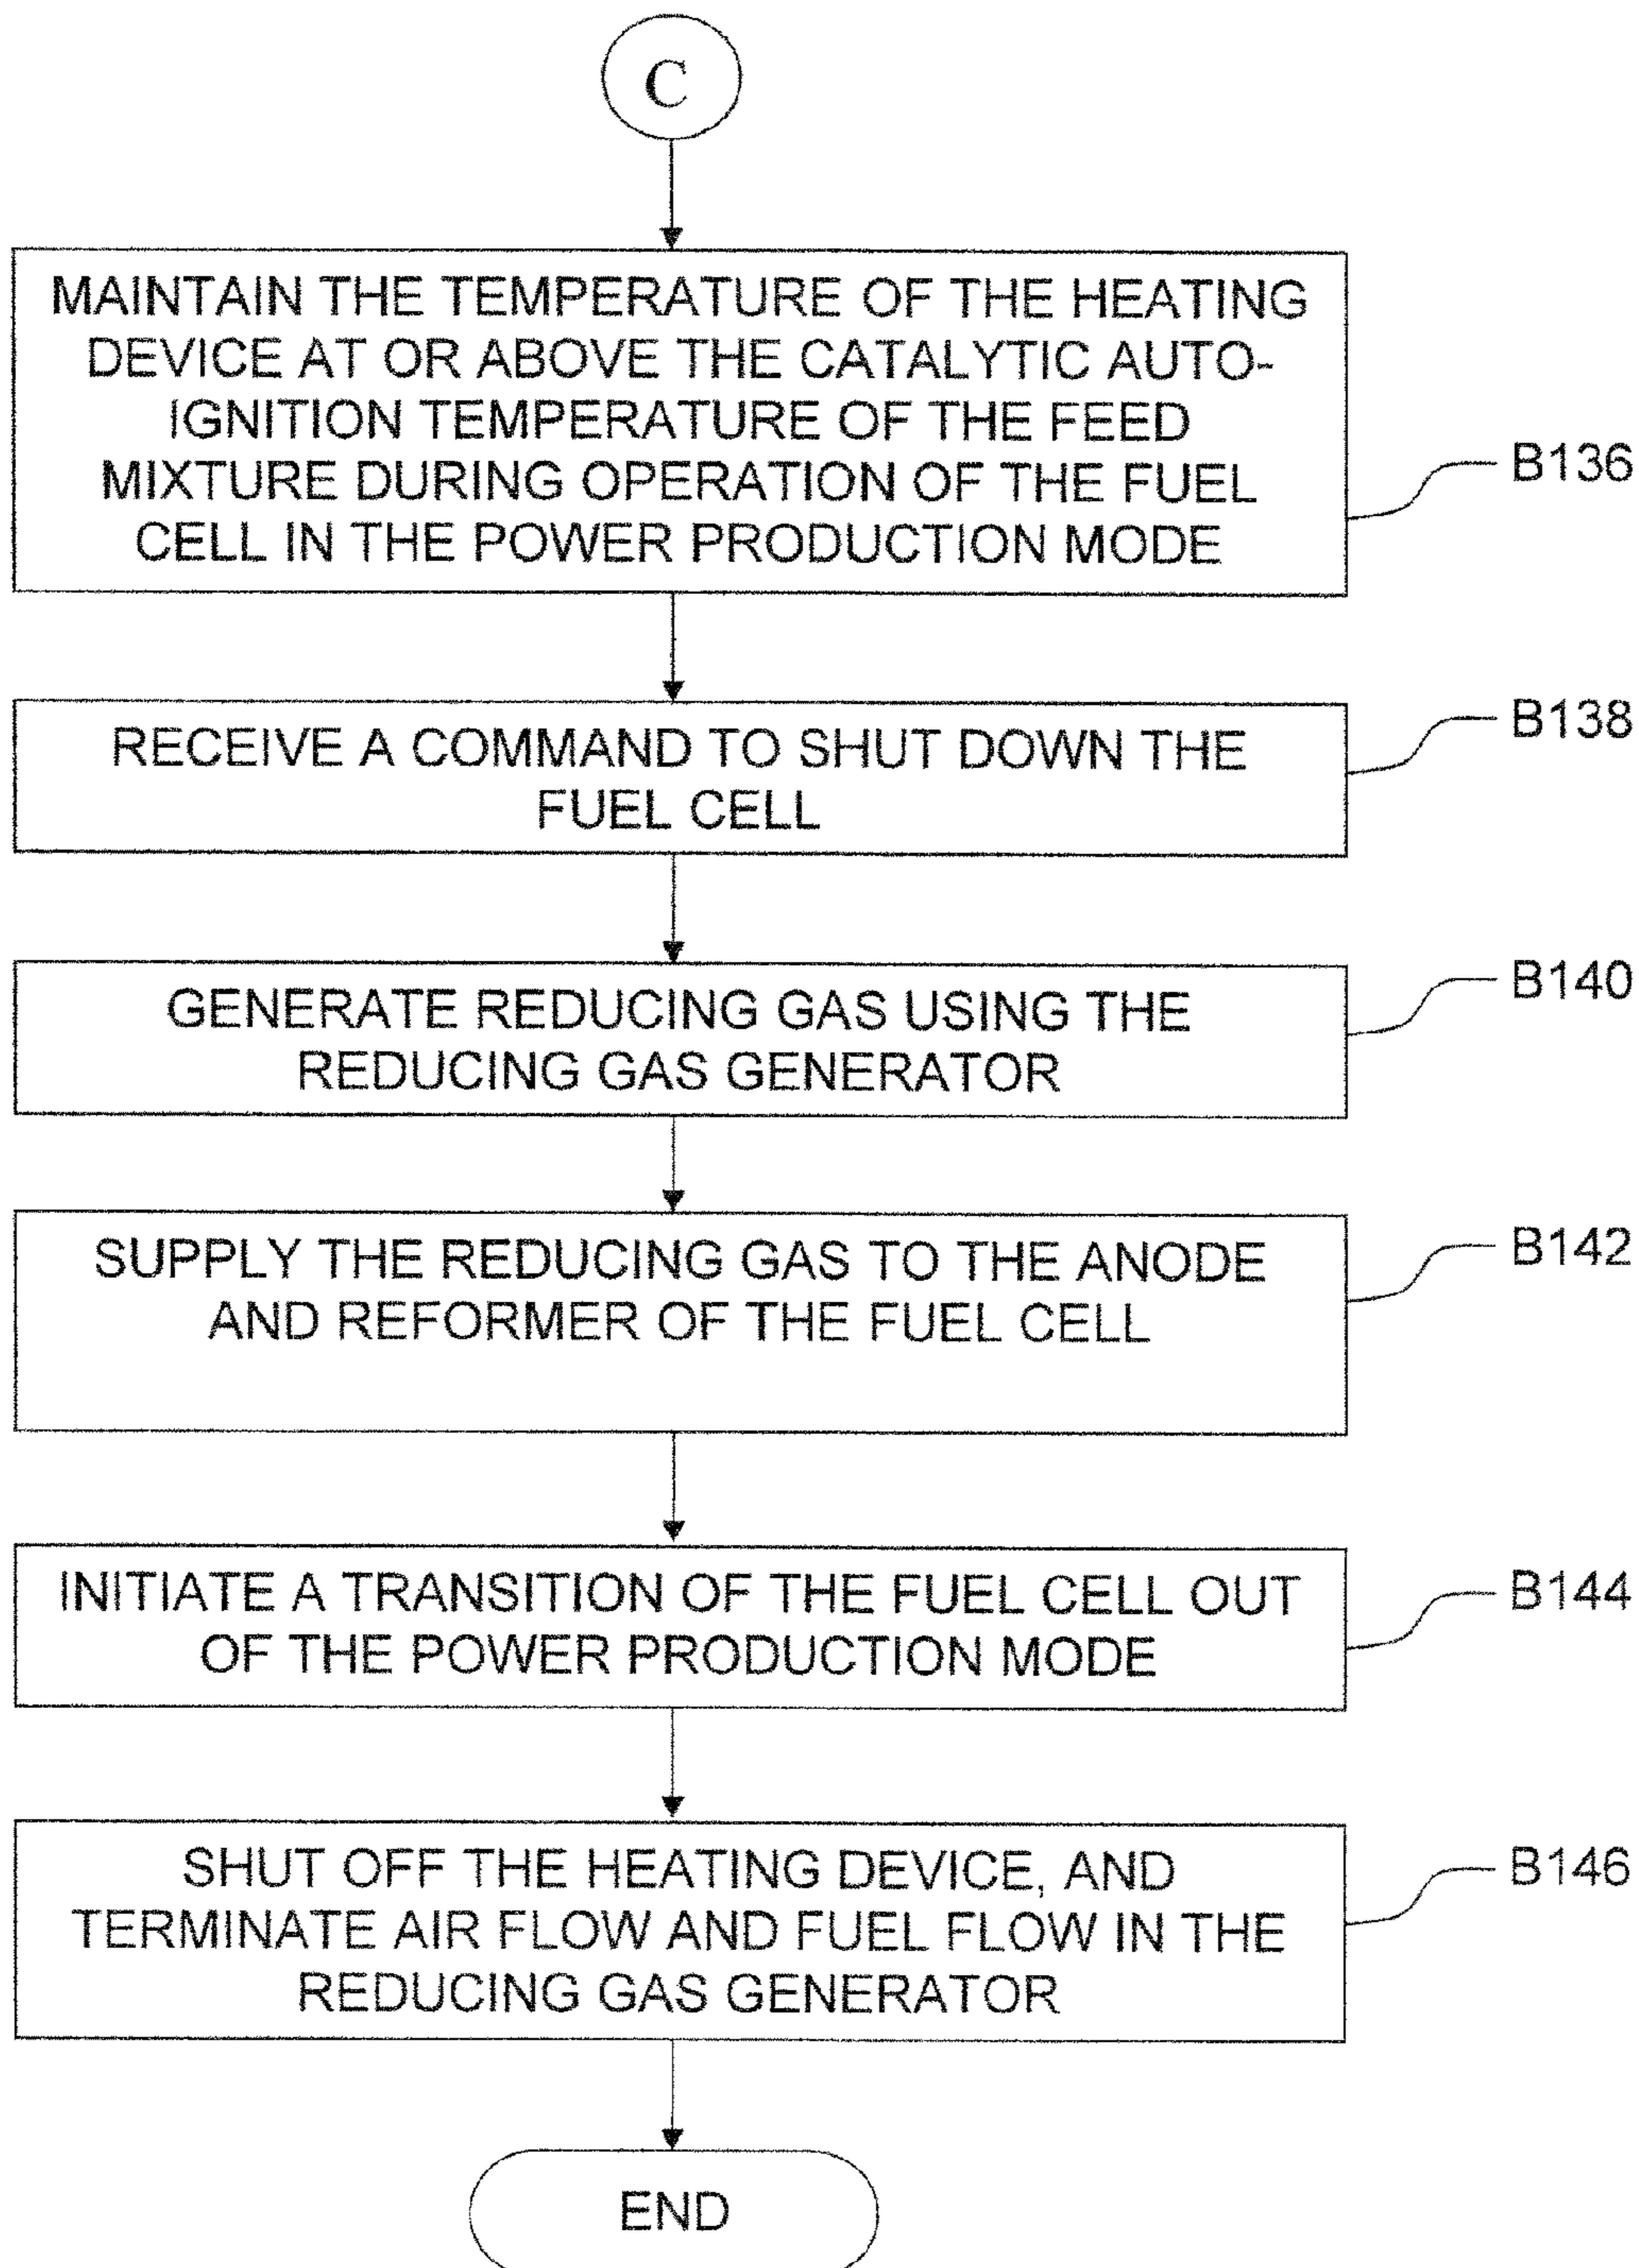 C
MAINTAIN THE TEMPERATURE OF THE HEATING
DEVICE AT OR ABOVE THE CATALYTIC AUTO-
IGNITION TEMPERATURE OF THE FEED
MIXTURE DURING OPERATION OF THE FUEL
CELL IN THE POWER PRODUCTION MODE
B136
RECEIVE A COMMAND TO SHUT DOWN THE
FUEL CELL
B138
GENERATE REDUCING GAS USING THE
REDUCING GAS GENERATOR
B140
SUPPLY THE REDUCING GAS TO THE ANODE
AND REFORMER OF THE FUEL CELL
B142
INITIATE A TRANSITION OF THE FUEL CELL OUT
OF THE POWER PRODUCTION MODE
B144
SHUT OFF THE HEATING DEVICE, AND
TERMINATE AIR FLOW AND FUEL FLOW IN THE
REDUCING GAS GENERATOR
B146
END